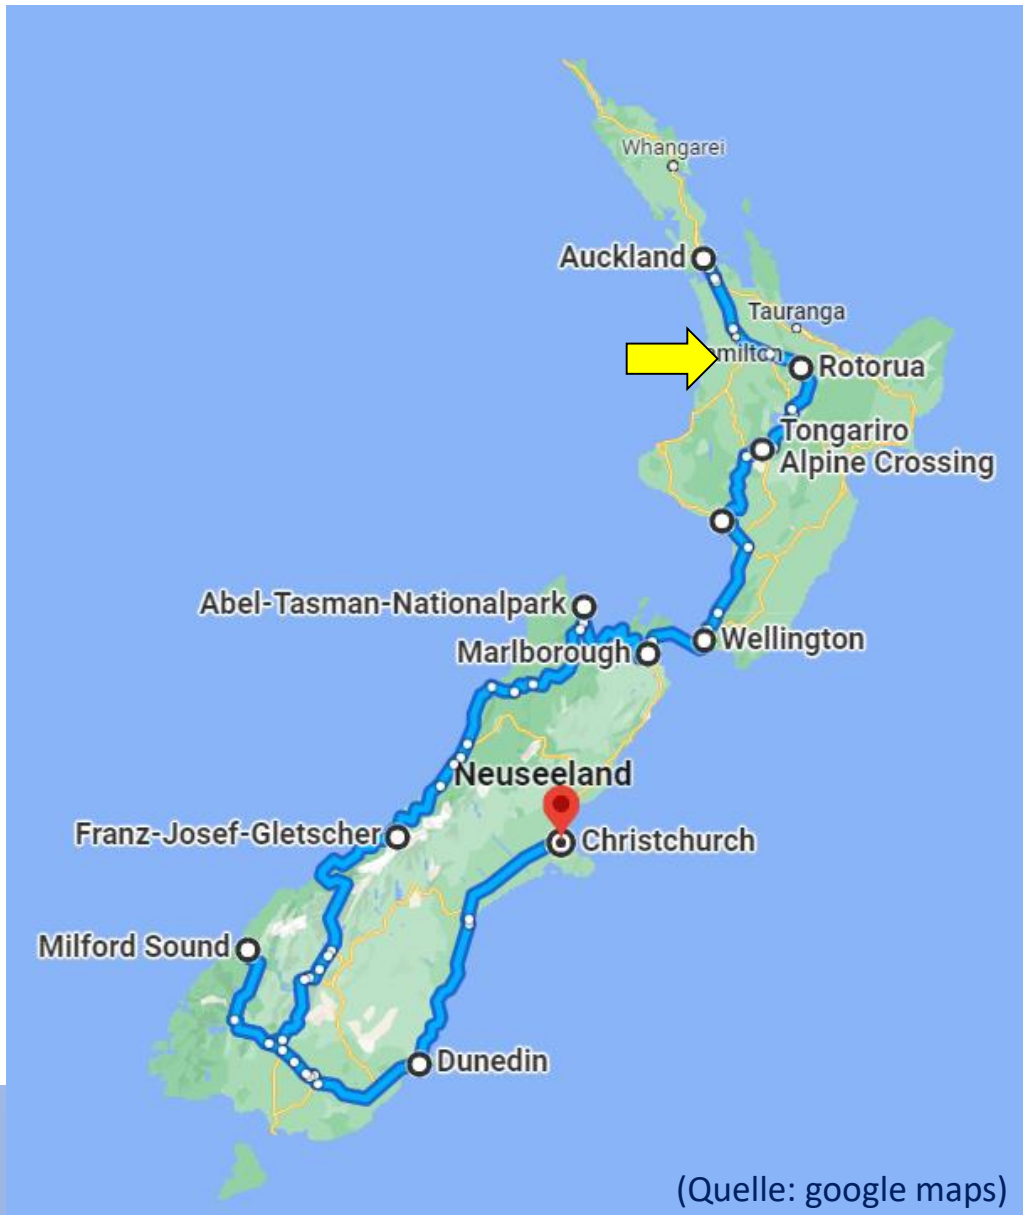 Whangarei
Auckland
Tauranga
milton
Rotorua
Tongariro
Alpine Crossing
Abel-Tasman-Nationalpark
Marlborough
Wellington
Neuseeland
Franz-Josef-Gletscher
Christchurch
Milford Sound
Dunedin
(Quelle: google maps)